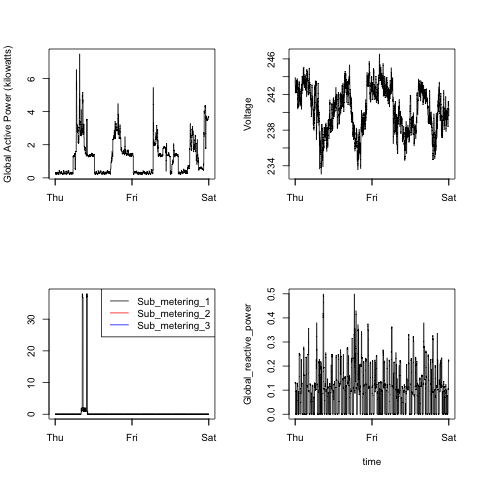 Global Active Power (kilowatts)
6
4
2
0
Thu Fri Sat
Voltage
246
242
238
234
Thu Fri Sat
30
20
10
0
Sub_metering_1
Sub_metering_2
Sub_metering_3
Thu Fri Sat
Global_reactive_power
0.5
0.4
0.3
0.2
0.1
0.0
Thu Fri Sat
time